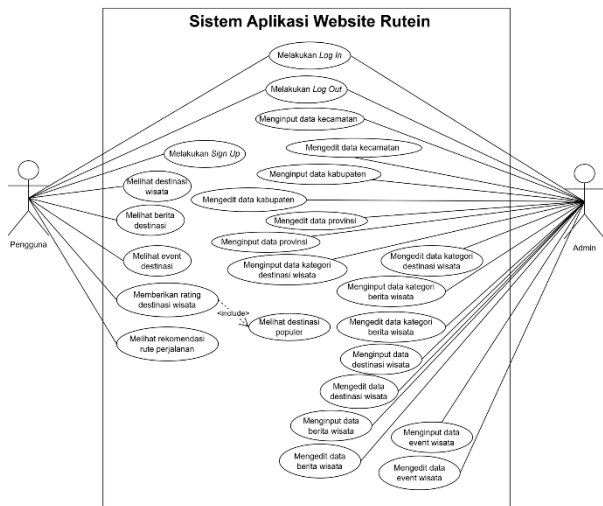 Sistem Aplikasi Website Rutein
Melakukan Log In
Melakukan Log Out
Menginput data kecamatan
Mengedit data kecamatan
Melakukan Sign Up
Menginput data kabupaten
Melihat destinasi
wisata
Mengedit data kabupaten
Melihat berita
destinasi
Mengedit data provinsi
Pengguna
Admin
Menginput data provinsi
Melihat event
destinasi
Menginput data kategori
destinasi wisata
Mengedit data kategori
destinasi wisata
Menginput data kategori
berita wisata
Memberikan rating
destinasi wisata
<include>
Melihat destinasi
populer
Mengedit data kategori
berita wisata
Melihat rekomendasi
rute perjalanan
Menginput data
destinasi wisata
Mengedit data
destinasi wisata
Menginput data
berita wisata
Menginput data
event wisata
Mengedit data
berita wisata
Mengedit data
event wisata